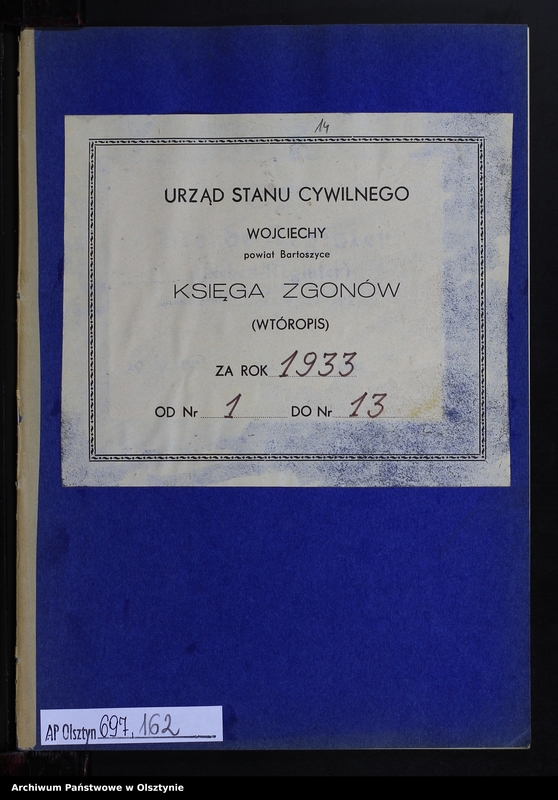 14
URZĄD STANU CYWILNEGO
WOJCIECHY
powiat Bartoszyce
KSIĘGA ZGONÓW
(WTÓROPIS)
ZA ROK 1933
OD Nr 1 DO Nr 13
AP Olsztyn 697, 162
Archiwum Państwowe w Olsztynie